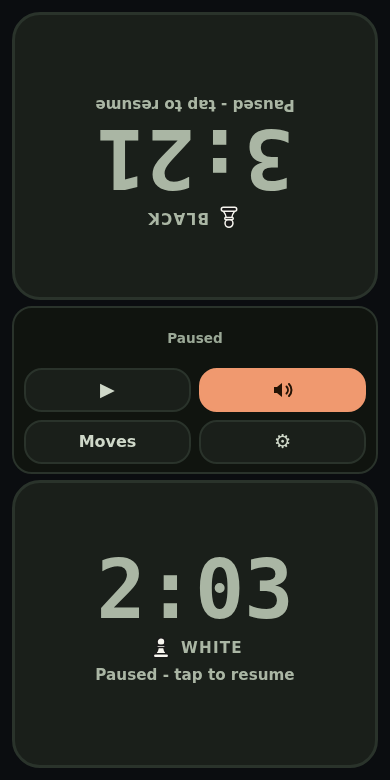 Paused - tap to resume
3:21
BLACK
Paused
Moves
2:03
WHITE
Paused - tap to resume